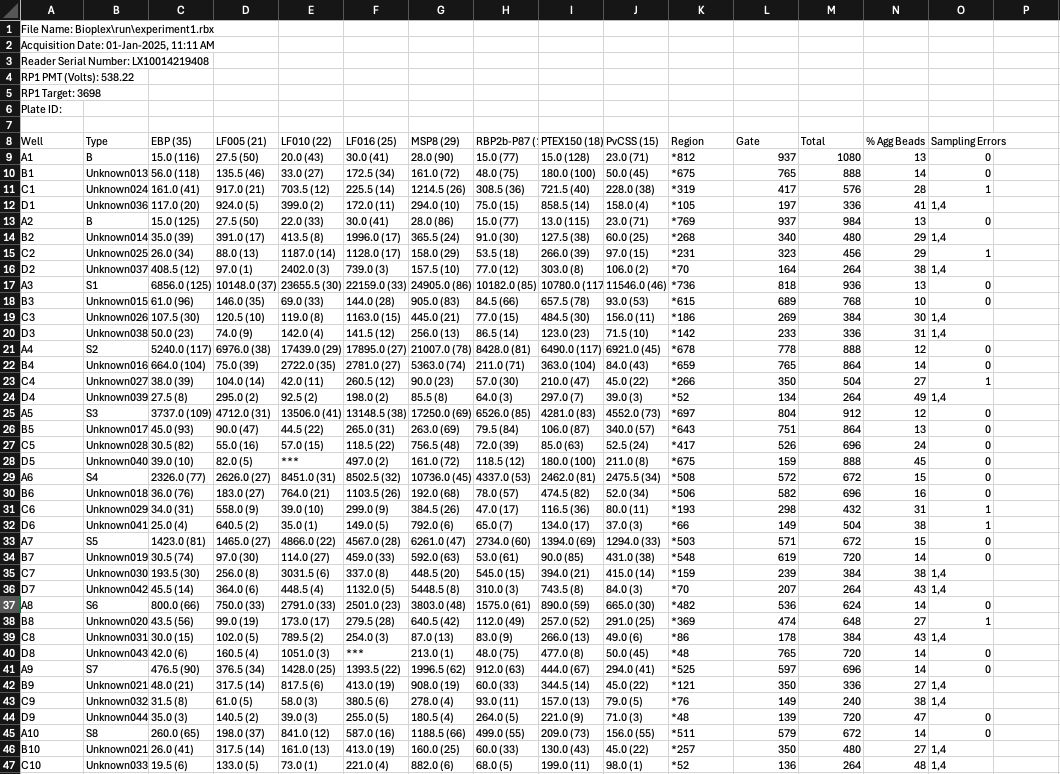 A B C D E F G H I J K L M N O P
1 File Name: Bioplex\run\experiment1.rbx
2 Acquisition Date: 01-Jan-2025, 11:11 AM
3 Reader Serial Number: LX10014219408
4 RP1 PMT (Volts): 538.22
5 RP1 Target: 3698
6 Plate ID:
7
8 Well Type EBP (35) LF005 (21) LF010 (22) LF016 (25) MSP8 (29) RBP2b-P87 ( PTEX150 (18) PvCSS (15) Region Gate Total % Agg Beads Sampling Errors
9 A1 B 15.0 (116) 27.5 (50) 20.0 (43) 30.0 (41) 28.0 (90) 15.0 (77) 15.0 (128) 23.0 (71) *812 937 1080 13 0
10 B1 Unknown013 56.0 (118) 135.5 (46) 33.0 (27) 172.5 (34) 161.0 (72) 48.0 (75) 180.0 (100) 50.0 (45) *675 765 888 14 0
11 C1 Unknown024 161.0 (41) 917.0 (21) 703.5 (12) 225.5 (14) 1214.5 (26) 308.5 (36) 721.5 (40) 228.0 (38) *319 417 576 28 1
12 D1 Unknown036 117.0 (20) 924.0 (5) 399.0 (2) 172.0 (11) 294.0 (10) 75.0 (15) 858.5 (14) 158.0 (4) *105 197 336 41 1,4
13 A2 B 15.0 (125) 27.5 (50) 22.0 (33) 30.0 (41) 28.0 (86) 15.0 (77) 13.0 (115) 23.0 (71) *769 937 984 13 0
14 B2 Unknown014 35.0 (39) 391.0 (17) 413.5 (8) 1996.0 (17) 365.5 (24) 91.0 (30) 127.5 (38) 60.0 (25) *268 340 480 29 1,4
15 C2 Unknown025 26.0 (34) 88.0 (13) 1187.0 (14) 1128.0 (17) 158.0 (29) 53.5 (18) 266.0 (39) 97.0 (15) *231 323 456 29 1
16 D2 Unknown037 408.5 (12) 97.0 (1) 2402.0 (3) 739.0 (3) 157.5 (10) 77.0 (12) 303.0 (8) 106.0 (2) *70 164 264 38 1,4
17 A3 S1 6856.0 (125) 10148.0 (37) 23655.5 (30) 22159.0 (33) 24905.0 (86) 10182.0 (85) 10780.0 (117 11546.0 (46) *736 818 936 13 0
18 B3 Unknown015 61.0 (96) 146.0 (35) 69.0 (33) 144.0 (28) 905.0 (83) 84.5 (66) 657.5 (78) 93.0 (53) *615 689 768 10 0
19 C3 Unknown026 107.5 (30) 120.5 (10) 119.0 (8) 1163.0 (15) 445.0 (21) 77.0 (15) 484.5 (30) 156.0 (11) *186 269 384 30 1,4
20 D3 Unknown038 50.0 (23) 74.0 (9) 142.0 (4) 141.5 (12) 256.0 (13) 86.5 (14) 123.0 (23) 71.5 (10) *142 233 336 31 1,4
21 A4 S2 5240.0 (117) 6976.0 (38) 17439.0 (29) 17895.0 (27) 21007.0 (78) 8428.0 (81) 6490.0 (117) 6921.0 (45) *678 778 888 12 0
22 B4 Unknown016 664.0 (104) 75.0 (39) 2722.0 (35) 2781.0 (27) 5363.0 (74) 211.0 (71) 363.0 (104) 84.0 (43) *659 765 864 14 0
23 C4 Unknown027 38.0 (39) 104.0 (14) 42.0 (11) 260.5 (12) 90.0 (23) 57.0 (30) 210.0 (47) 45.0 (22) *266 350 504 27 1
24 D4 Unknown039 27.5 (8) 295.0 (2) 92.5 (2) 198.0 (2) 85.5 (8) 64.0 (3) 297.0 (7) 39.0 (3) *52 134 264 49 1,4
25 A5 S3 3737.0 (109) 4712.0 (31) 13506.0 (41) 13148.5 (38) 17250.0 (69) 6526.0 (85) 4281.0 (83) 4552.0 (73) *697 804 912 12 0
26 B5 Unknown017 45.0 (93) 90.0 (47) 44.5 (22) 265.0 (31) 263.0 (69) 79.5 (84) 106.0 (87) 340.0 (57) *643 751 864 13 0
27 C5 Unknown028 30.5 (82) 55.0 (16) 57.0 (15) 118.5 (22) 756.5 (48) 72.0 (39) 85.0 (63) 52.5 (24) *417 526 696 24 0
28 D5 Unknown040 39.0 (10) 82.0 (5) *** 497.0 (2) 161.0 (72) 118.5 (12) 180.0 (100) 211.0 (8) *675 159 888 45 0
29 A6 S4 2326.0 (77) 2626.0 (27) 8451.0 (31) 8502.5 (32) 10736.0 (45) 4337.0 (53) 2462.0 (81) 2475.5 (34) *508 572 672 15 0
30 B6 Unknown018 36.0 (76) 183.0 (27) 764.0 (21) 1103.5 (26) 192.0 (68) 78.0 (57) 474.5 (82) 52.0 (34) *506 582 696 16 0
31 C6 Unknown029 34.0 (31) 558.0 (9) 39.0 (10) 299.0 (9) 384.5 (26) 47.0 (17) 116.5 (36) 80.0 (11) *193 298 432 31 1
32 D6 Unknown041 25.0 (4) 640.5 (2) 35.0 (1) 149.0 (5) 792.0 (6) 65.0 (7) 134.0 (17) 37.0 (3) *66 149 504 38 1
33 A7 S5 1423.0 (81) 1465.0 (27) 4866.0 (22) 4567.0 (28) 6261.0 (47) 2734.0 (60) 1394.0 (69) 1294.0 (33) *503 571 672 15 0
34 B7 Unknown019 30.5 (74) 97.0 (30) 114.0 (27) 459.0 (33) 592.0 (63) 53.0 (61) 90.0 (85) 431.0 (38) *548 619 720 14 0
35 C7 Unknown030 193.5 (30) 256.0 (8) 3031.5 (6) 337.0 (8) 448.5 (20) 545.0 (15) 394.0 (21) 415.0 (14) *159 239 384 38 1,4
36 D7 Unknown042 45.5 (14) 364.0 (6) 448.5 (4) 1132.0 (5) 5448.5 (8) 310.0 (3) 743.5 (8) 84.0 (3) *70 207 264 43 1,4
37 A8 S6 800.0 (66) 750.0 (33) 2791.0 (33) 2501.0 (23) 3803.0 (48) 1575.0 (61) 890.0 (59) 665.0 (30) *482 536 624 14 0
38 B8 Unknown020 43.5 (56) 99.0 (19) 173.0 (17) 279.5 (28) 640.5 (42) 112.0 (49) 257.0 (52) 291.0 (25) *369 474 648 27 1
39 C8 Unknown031 30.0 (15) 102.0 (5) 789.5 (2) 254.0 (3) 87.0 (13) 83.0 (9) 266.0 (13) 49.0 (6) *86 178 384 43 1,4
40 D8 Unknown043 42.0 (6) 160.5 (4) 1051.0 (3) *** 213.0 (1) 48.0 (75) 477.0 (8) 50.0 (45) *48 765 720 14 0
41 A9 S7 476.5 (90) 376.5 (34) 1428.0 (25) 1393.5 (22) 1996.5 (62) 912.0 (63) 444.0 (67) 294.0 (41) *525 597 696 14 0
42 B9 Unknown021 48.0 (21) 317.5 (14) 817.5 (6) 413.0 (19) 908.0 (19) 60.0 (33) 344.5 (14) 45.0 (22) *121 350 336 27 1,4
43 C9 Unknown032 31.5 (8) 61.0 (5) 58.0 (3) 380.5 (6) 278.0 (4) 93.0 (11) 157.0 (13) 79.0 (5) *76 149 240 38 1,4
44 D9 Unknown044 35.0 (3) 140.5 (2) 39.0 (3) 255.0 (5) 180.5 (4) 264.0 (5) 221.0 (9) 71.0 (3) *48 139 720 47 0
45 A10 S8 260.0 (65) 198.0 (37) 841.0 (12) 587.0 (16) 1188.5 (66) 499.0 (55) 209.0 (73) 156.0 (55) *511 579 672 14 0
46 B10 Unknown021 26.0 (41) 317.5 (14) 161.0 (13) 413.0 (19) 160.0 (25) 60.0 (33) 130.0 (43) 45.0 (22) *257 350 480 27 1,4
47 C10 Unknown033 19.5 (6) 133.0 (5) 73.0 (1) 221.0 (4) 882.0 (6) 68.0 (5) 199.0 (11) 98.0 (1) *52 136 264 48 1,4